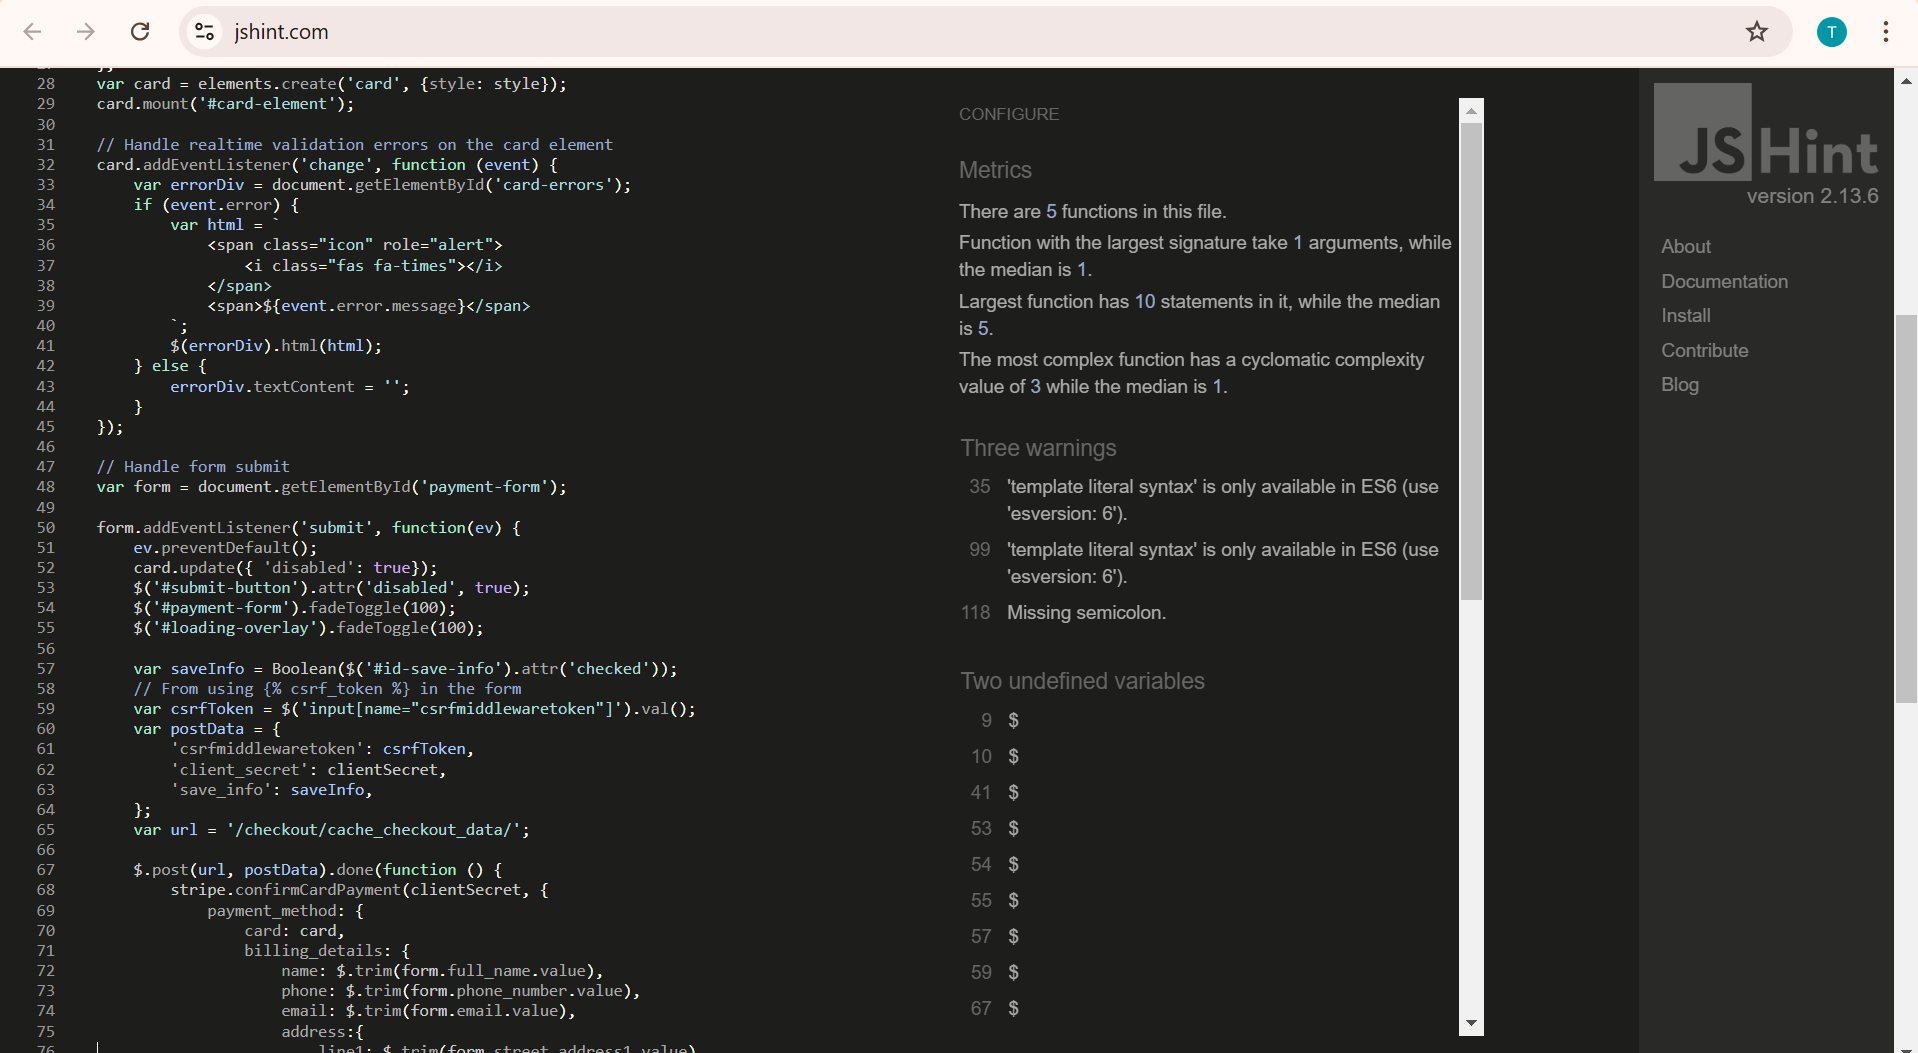 jshint.com
T
28 var card = elements.create('card', {style: style});
29 card.mount('#card-element');
30
31 // Handle realtime validation errors on the card element
32 card.addEventListener('change', function (event) {
33 var errorDiv = document.getElementById('card-errors');
34 if (event.error) {
35 var html = `
36 <span class="icon" role="alert">
37 <i class="fas fa-times"></i>
38 </span>
39 <span>${event.error.message}</span>
40 `;
41 $(errorDiv).html(html);
42 } else {
43 errorDiv.textContent = '';
44 }
45 });
46
47 // Handle form submit
48 var form = document.getElementById('payment-form');
49
50 form.addEventListener('submit', function(ev) {
51 ev.preventDefault();
52 card.update({ 'disabled': true});
53 $('#submit-button').attr('disabled', true);
54 $('#payment-form').fadeToggle(100);
55 $('#loading-overlay').fadeToggle(100);
56
57 var saveInfo = Boolean($('#id-save-info').attr('checked'));
58 // From using {% csrf_token %} in the form
59 var csrfToken = $('input[name="csrfmiddlewaretoken"]').val();
60 var postData = {
61 'csrfmiddlewaretoken': csrfToken,
62 'client_secret': clientSecret,
63 'save_info': saveInfo,
64 };
65 var url = '/checkout/cache_checkout_data/';
66
67 $.post(url, postData).done(function () {
68 stripe.confirmCardPayment(clientSecret, {
69 payment_method: {
70 card: card,
71 billing_details: {
72 name: $.trim(form.full_name.value),
73 phone: $.trim(form.phone_number.value),
74 email: $.trim(form.email.value),
75 address:{
76 line1: $.trim(form.street_address1.value)
CONFIGURE
Metrics
There are 5 functions in this file.
Function with the largest signature take 1 arguments, while
the median is 1.
Largest function has 10 statements in it, while the median
is 5.
The most complex function has a cyclomatic complexity
value of 3 while the median is 1.
Three warnings
35 'template literal syntax' is only available in ES6 (use
'esversion: 6').
99 'template literal syntax' is only available in ES6 (use
'esversion: 6').
118 Missing semicolon.
Two undefined variables
9 $
10 $
41 $
53 $
54 $
55 $
57 $
59 $
67 $
JSHint
version 2.13.6
About
Documentation
Install
Contribute
Blog